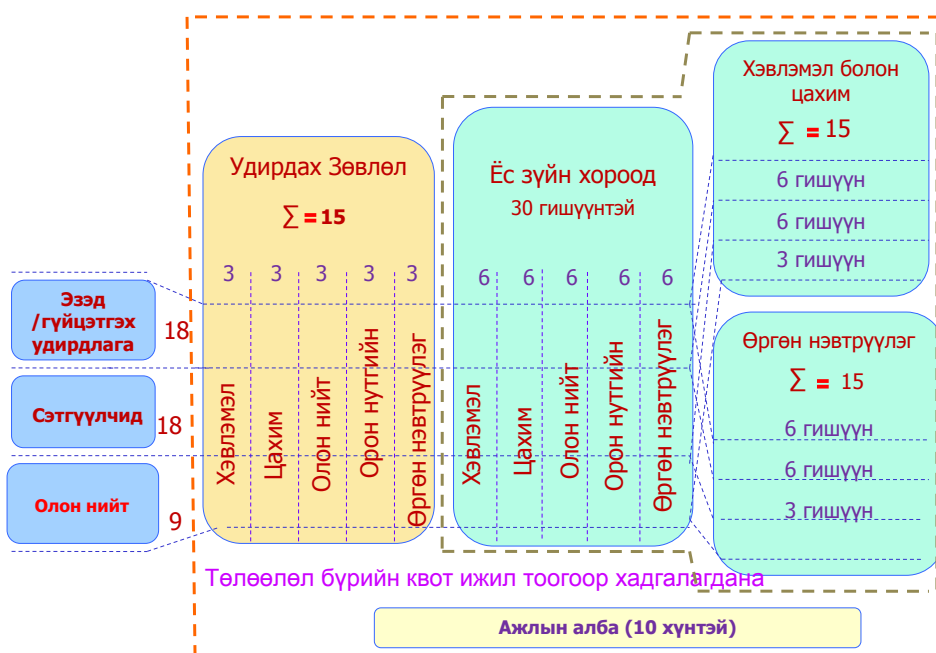 Эзэд
/гүйцэтгэх
удирдлага
18
Сэтгүүлчид
18
Олон нийт
9
Удирдах Зөвлөл
∑ = 15
3 3 3 3 3
Хэвлэмэл
Цахим
Олон нийт
Орон нутгийн
Өргөн нэвтрүүлэг
Ёс зүйн хороод
30 гишүүнтэй
6 6 6 6 6
Хэвлэмэл
Цахим
Олон нийт
Орон нутгийн
Өргөн нэвтрүүлэг
Хэвлэмэл болон
цахим
∑ = 15
6 гишүүн
6 гишүүн
3 гишүүн
Өргөн нэвтрүүлэг
∑ = 15
6 гишүүн
6 гишүүн
3 гишүүн
Төлөөлөл бүрийн квот ижил тоогоор хадгалагдана
Ажлын алба (10 хүнтэй)